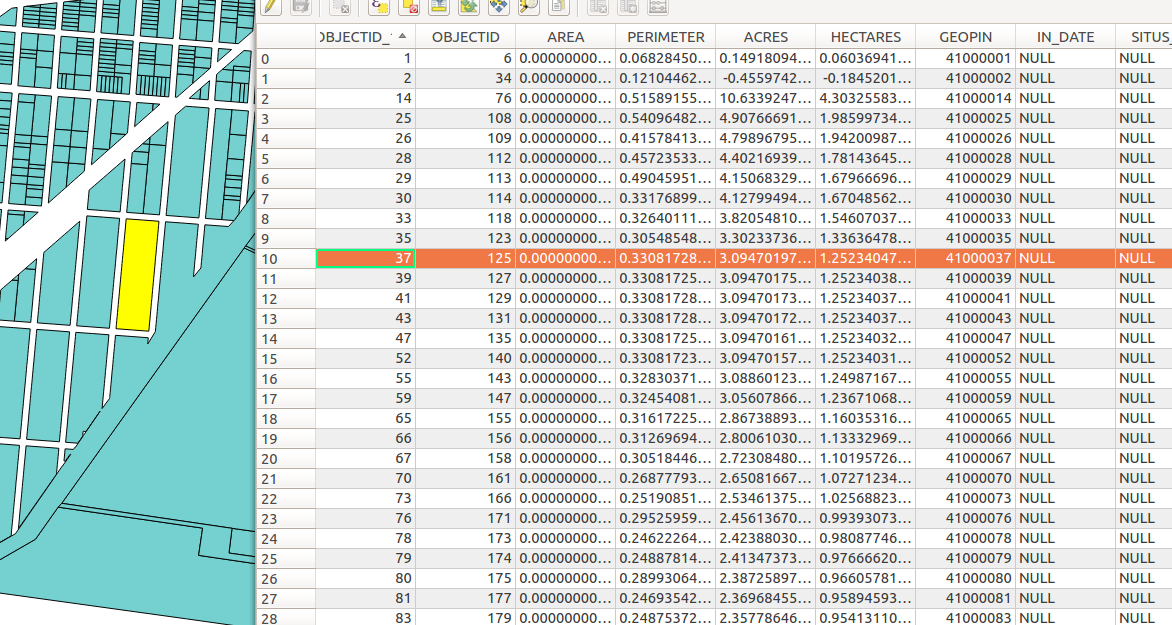 OBJECTID_ OBJECTID AREA PERIMETER ACRES HECTARES GEOPIN IN_DATE SITUS_
0 1 6 0.00000000... 0.06828450... 0.14918094... 0.06036941... 41000001 NULL NULL
1 2 34 0.00000000... 0.12104462... -0.4559742... -0.1845201... 41000002 NULL NULL
2 14 76 0.00000000... 0.51589155... 10.6339247... 4.30325583... 41000014 NULL NULL
3 25 108 0.00000000... 0.54096482... 4.90766691... 1.98599734... 41000025 NULL NULL
4 26 109 0.00000000... 0.41578413... 4.79896795... 1.94200987... 41000026 NULL NULL
5 28 112 0.00000000... 0.45723533... 4.40216939... 1.78143645... 41000028 NULL NULL
6 29 113 0.00000000... 0.49045951... 4.15068329... 1.67966696... 41000029 NULL NULL
7 30 114 0.00000000... 0.33176899... 4.12799494... 1.67048562... 41000030 NULL NULL
8 33 118 0.00000000... 0.32640111... 3.82054810... 1.54607037... 41000033 NULL NULL
9 35 123 0.00000000... 0.30548548... 3.30233736... 1.33636478... 41000035 NULL NULL
10 37 125 0.00000000... 0.33081728... 3.09470197... 1.25234047... 41000037 NULL NULL
11 39 127 0.00000000... 0.33081725... 3.09470175... 1.25234038... 41000039 NULL NULL
12 41 129 0.00000000... 0.33081728... 3.09470173... 1.25234037... 41000041 NULL NULL
13 43 131 0.00000000... 0.33081728... 3.09470172... 1.25234037... 41000043 NULL NULL
14 47 135 0.00000000... 0.33081725... 3.09470161... 1.25234032... 41000047 NULL NULL
15 52 140 0.00000000... 0.33081723... 3.09470157... 1.25234031... 41000052 NULL NULL
16 55 143 0.00000000... 0.32830371... 3.08860123... 1.24987167... 41000055 NULL NULL
17 59 147 0.00000000... 0.32454081... 3.05607866... 1.23671068... 41000059 NULL NULL
18 65 155 0.00000000... 0.31617225... 2.86738893... 1.16035316... 41000065 NULL NULL
19 66 156 0.00000000... 0.31269694... 2.80061030... 1.13332969... 41000066 NULL NULL
20 67 158 0.00000000... 0.30518446... 2.72308480... 1.10195726... 41000067 NULL NULL
21 70 161 0.00000000... 0.26877793... 2.65081667... 1.07271234... 41000070 NULL NULL
22 73 166 0.00000000... 0.25190851... 2.53461375... 1.02568823... 41000073 NULL NULL
23 76 171 0.00000000... 0.29525959... 2.45613670... 0.99393073... 41000076 NULL NULL
24 78 173 0.00000000... 0.24622264... 2.42388030... 0.98087746... 41000078 NULL NULL
25 79 174 0.00000000... 0.24887814... 2.41347373... 0.97666620... 41000079 NULL NULL
26 80 175 0.00000000... 0.28993064... 2.38725897... 0.96605781... 41000080 NULL NULL
27 81 177 0.00000000... 0.24693542... 2.36968455... 0.95894593... 41000081 NULL NULL
28 83 179 0.00000000... 0.24875372... 2.35778646... 0.95413110... 41000083 NULL NULL